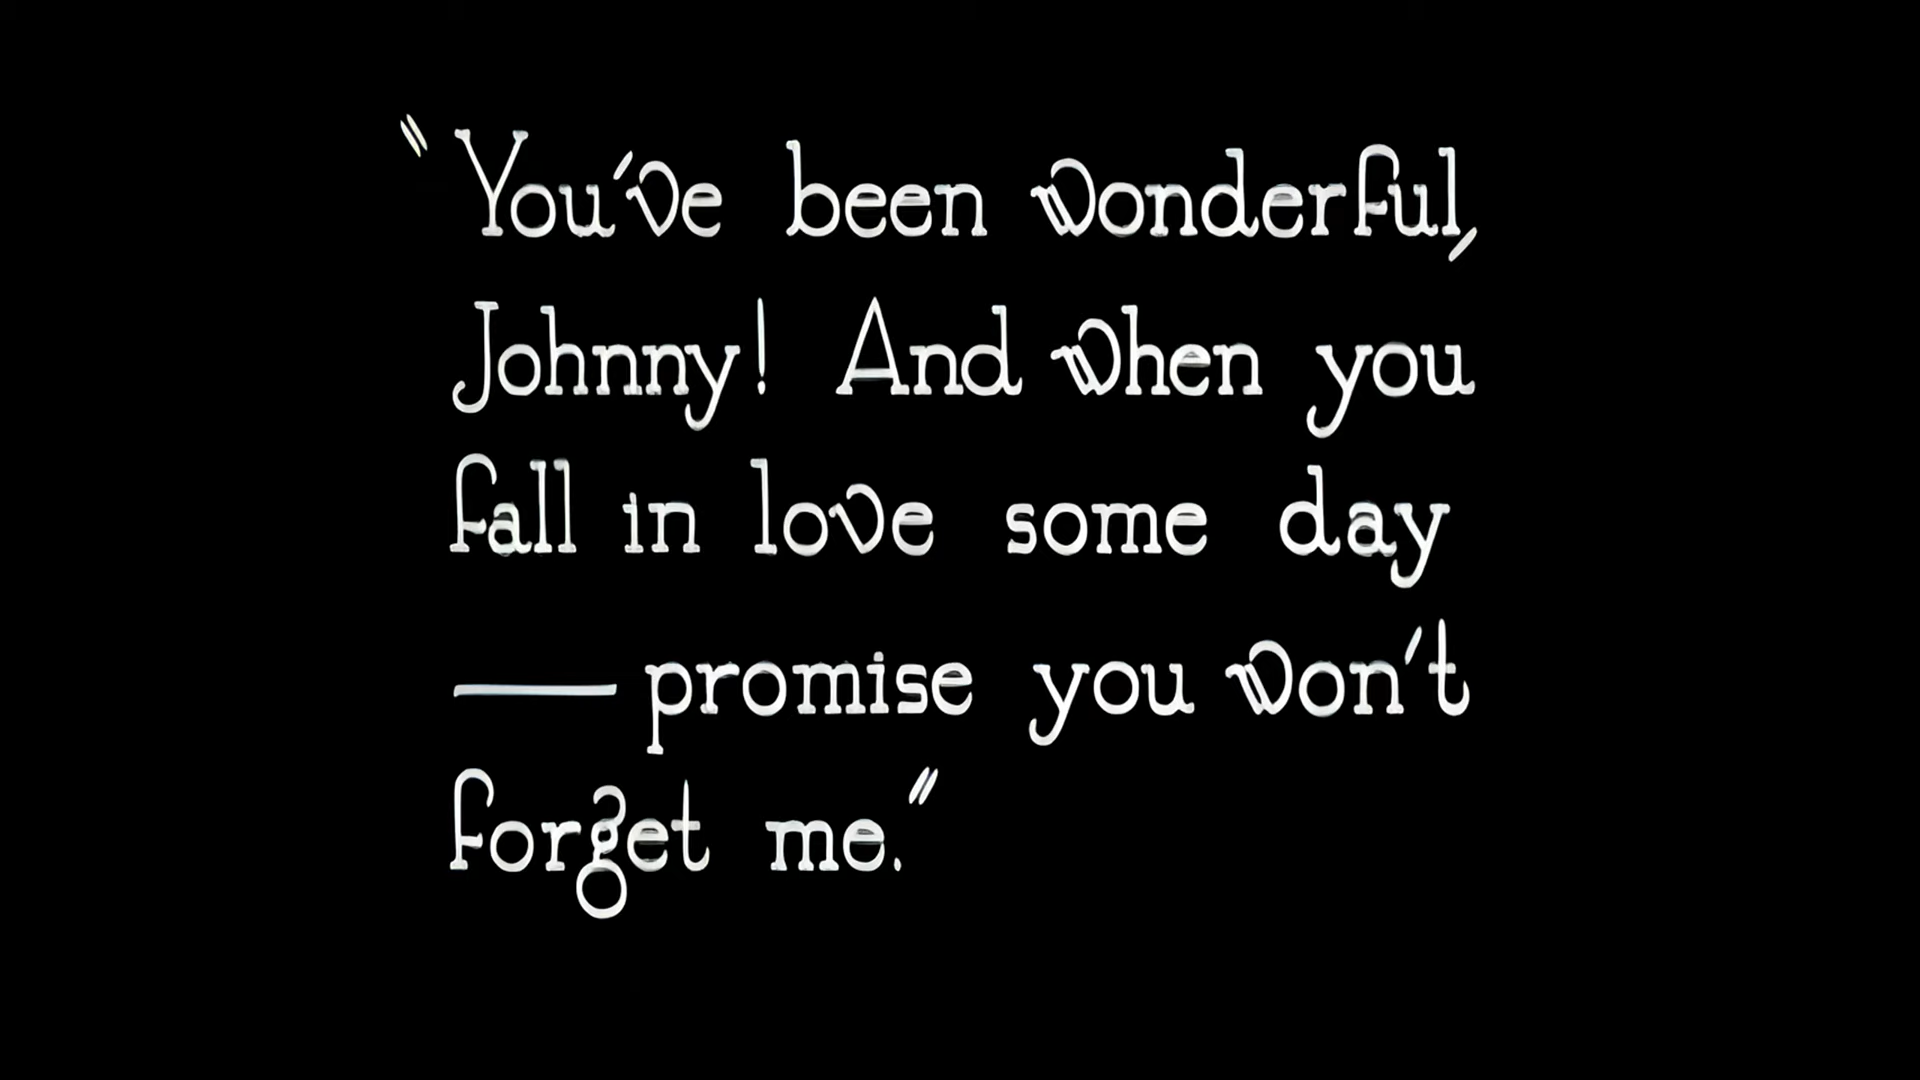 "You've been wonderful,
Johnny! And when you
fall in love some day
—promise you won't
forget me."